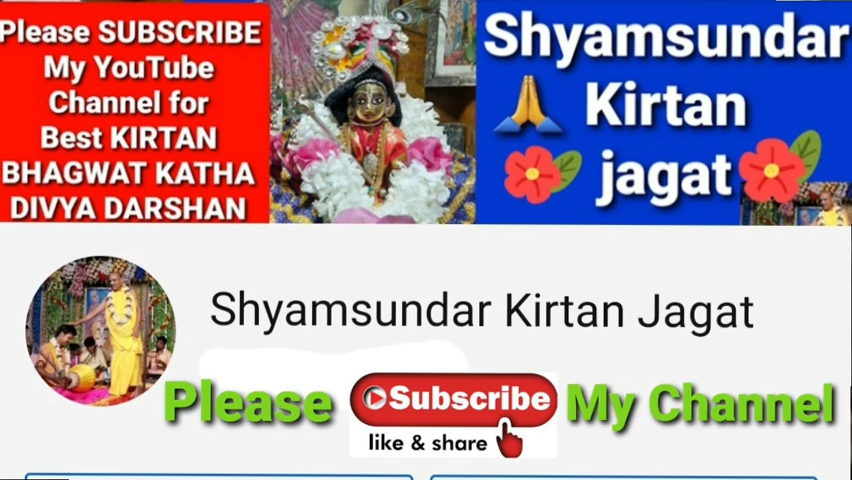 Please SUBSCRIBE
My YouTube
Channel for
Best KIRTAN
BHAGWAT KATHA
DIVYA DARSHAN
Shyamsundar
Kirtan
jagat
Shyamsundar Kirtan Jagat
Please Subscribe My Channel
like & share